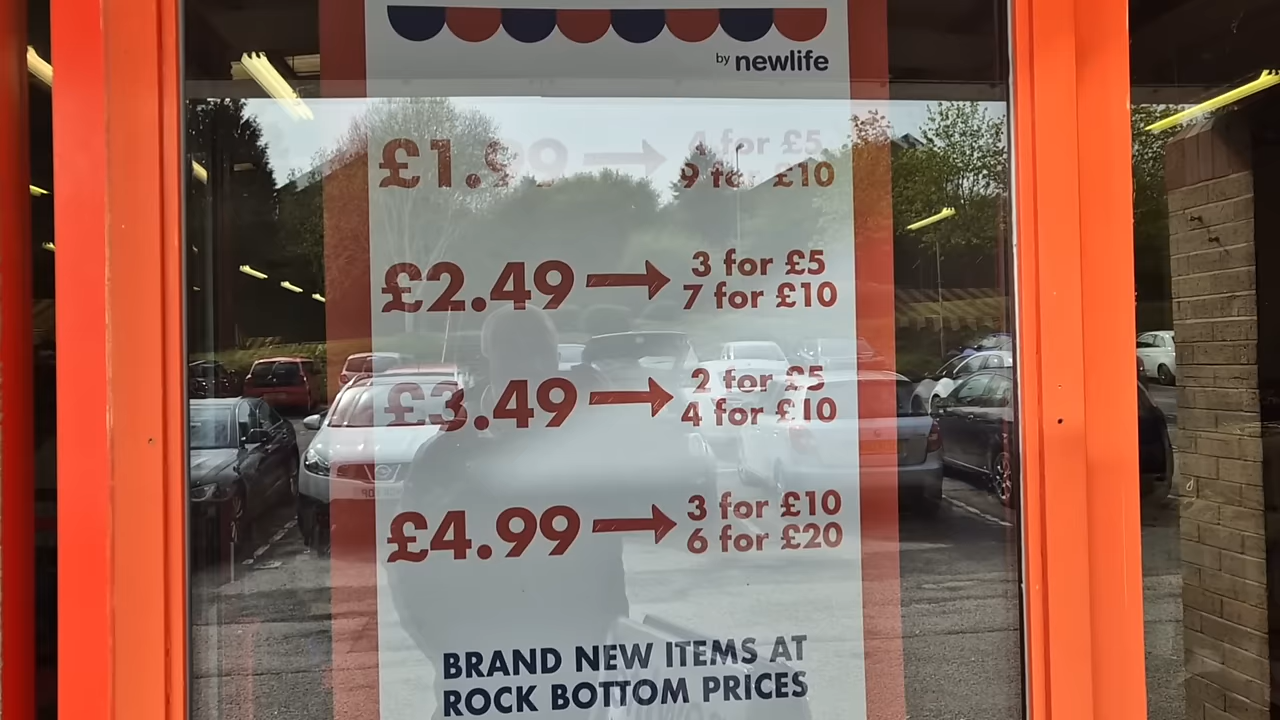 by newlife
£1.99 → 4 for £5
9 for £10
£2.49 → 3 for £5
7 for £10
£3.49 → 2 for £5
4 for £10
£4.99 → 3 for £10
6 for £20
BRAND NEW ITEMS AT
ROCK BOTTOM PRICES